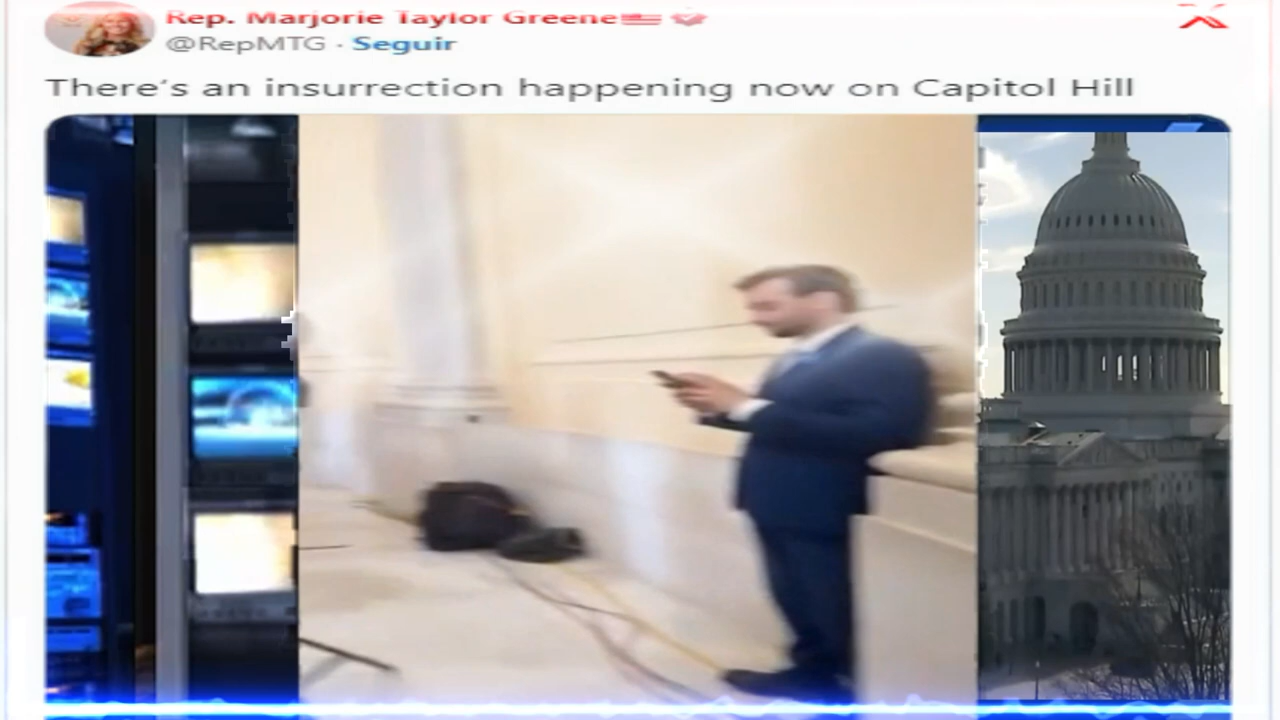 Rep. Marjorie Taylor Greene
@RepMTG · Seguir
There's an insurrection happening now on Capitol Hill